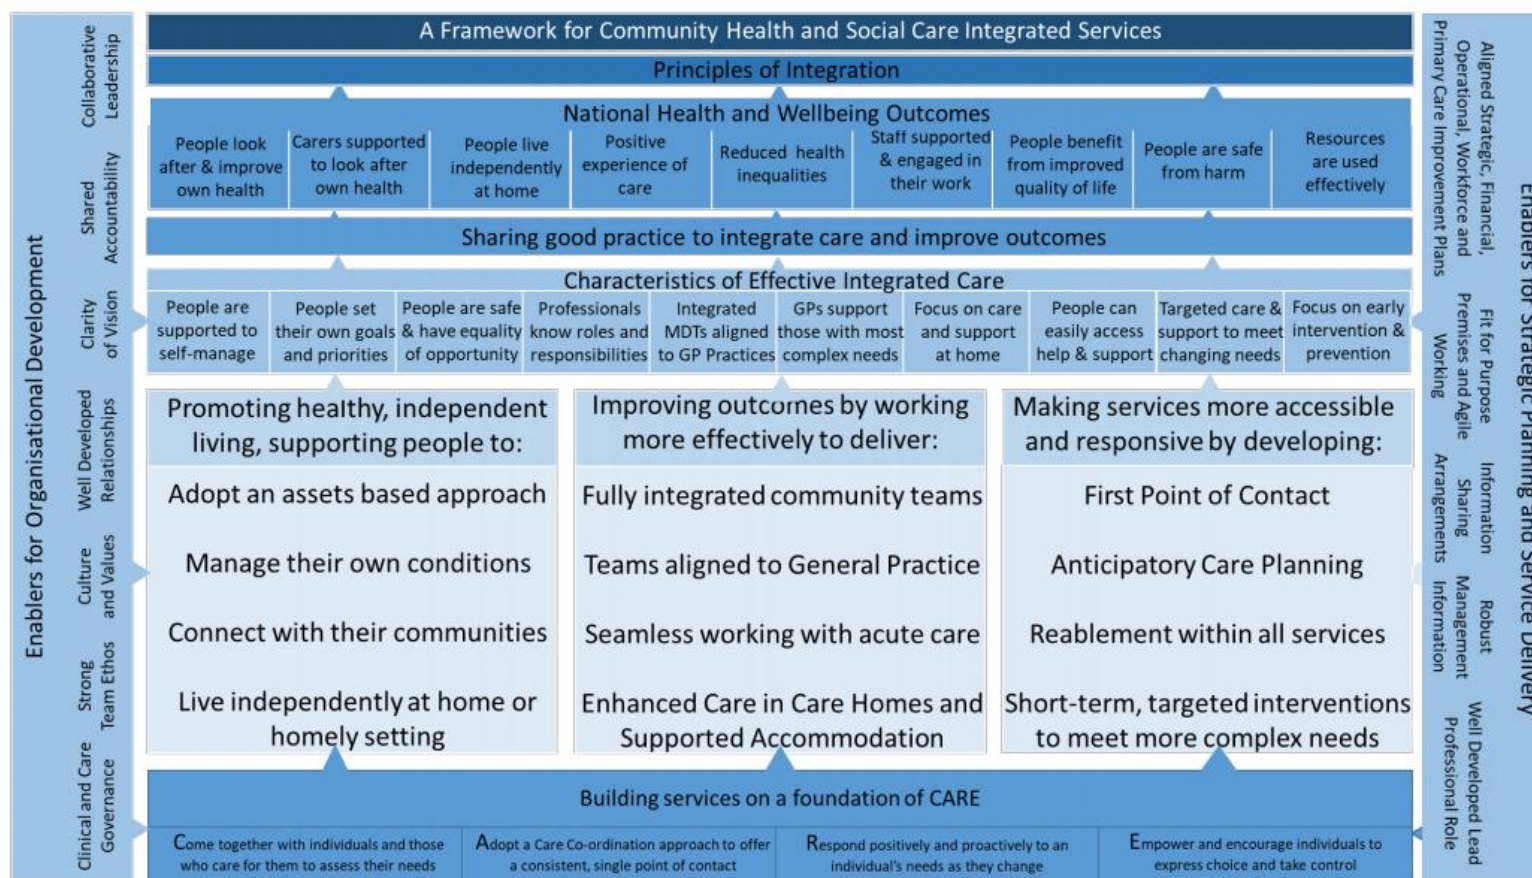 A Framework for Community Health and Social Care Integrated Services
Principles of Integration
National Health and Wellbeing Outcomes
People look
after & improve
own health
Carers supported
to look after
own health
People live
independently
at home
Positive
experience of
care
Reduced health
inequalities
Staff supported
& engaged in
their work
People benefit
from improved
quality of life
People are safe
from harm
Resources
are used
effectively
Sharing good practice to integrate care and improve outcomes
Characteristics of Effective Integrated Care
People are
supported to
self-manage
People set
their own goals
and priorities
People are safe
& have equality
of opportunity
Professionals
know roles and
responsibilities
Integrated
MDTs aligned
to GP Practices
GPs support
those with most
complex needs
Focus on care
and support
at home
People can
easily access
help & support
Targeted care &
support to meet
changing needs
Focus on early
intervention &
prevention
Promoting healthy, independent
living, supporting people to:
Adopt an assets based approach
Manage their own conditions
Connect with their communities
Live independently at home or
homely setting
Improving outcomes by working
more effectively to deliver:
Fully integrated community teams
Teams aligned to General Practice
Seamless working with acute care
Enhanced Care in Care Homes and
Supported Accommodation
Making services more accessible
and responsive by developing:
First Point of Contact
Anticipatory Care Planning
Reablement within all services
Short-term, targeted interventions
to meet more complex needs
Building services on a foundation of CARE
Come together with individuals and those
who care for them to assess their needs
Adopt a Care Co-ordination approach to offer
a consistent, single point of contact
Respond positively and proactively to an
individual's needs as they change
Empower and encourage individuals to
express choice and take control
Enablers for Organisational Development
Collaborative
Leadership
Shared
Accountability
Clarity
of Vision
Well Developed
Relationships
Culture
and Values
Strong
Team Ethos
Clinical and Care
Governance
Enablers for Strategic Planning and Service Delivery
Aligned Strategic, Financial,
Operational, Workforce and
Primary Care Improvement Plans
Fit for Purpose
Premises and Agile
Working
Information
Sharing
Arrangements
Robust
Management
Information
Well Developed Lead
Professional Role